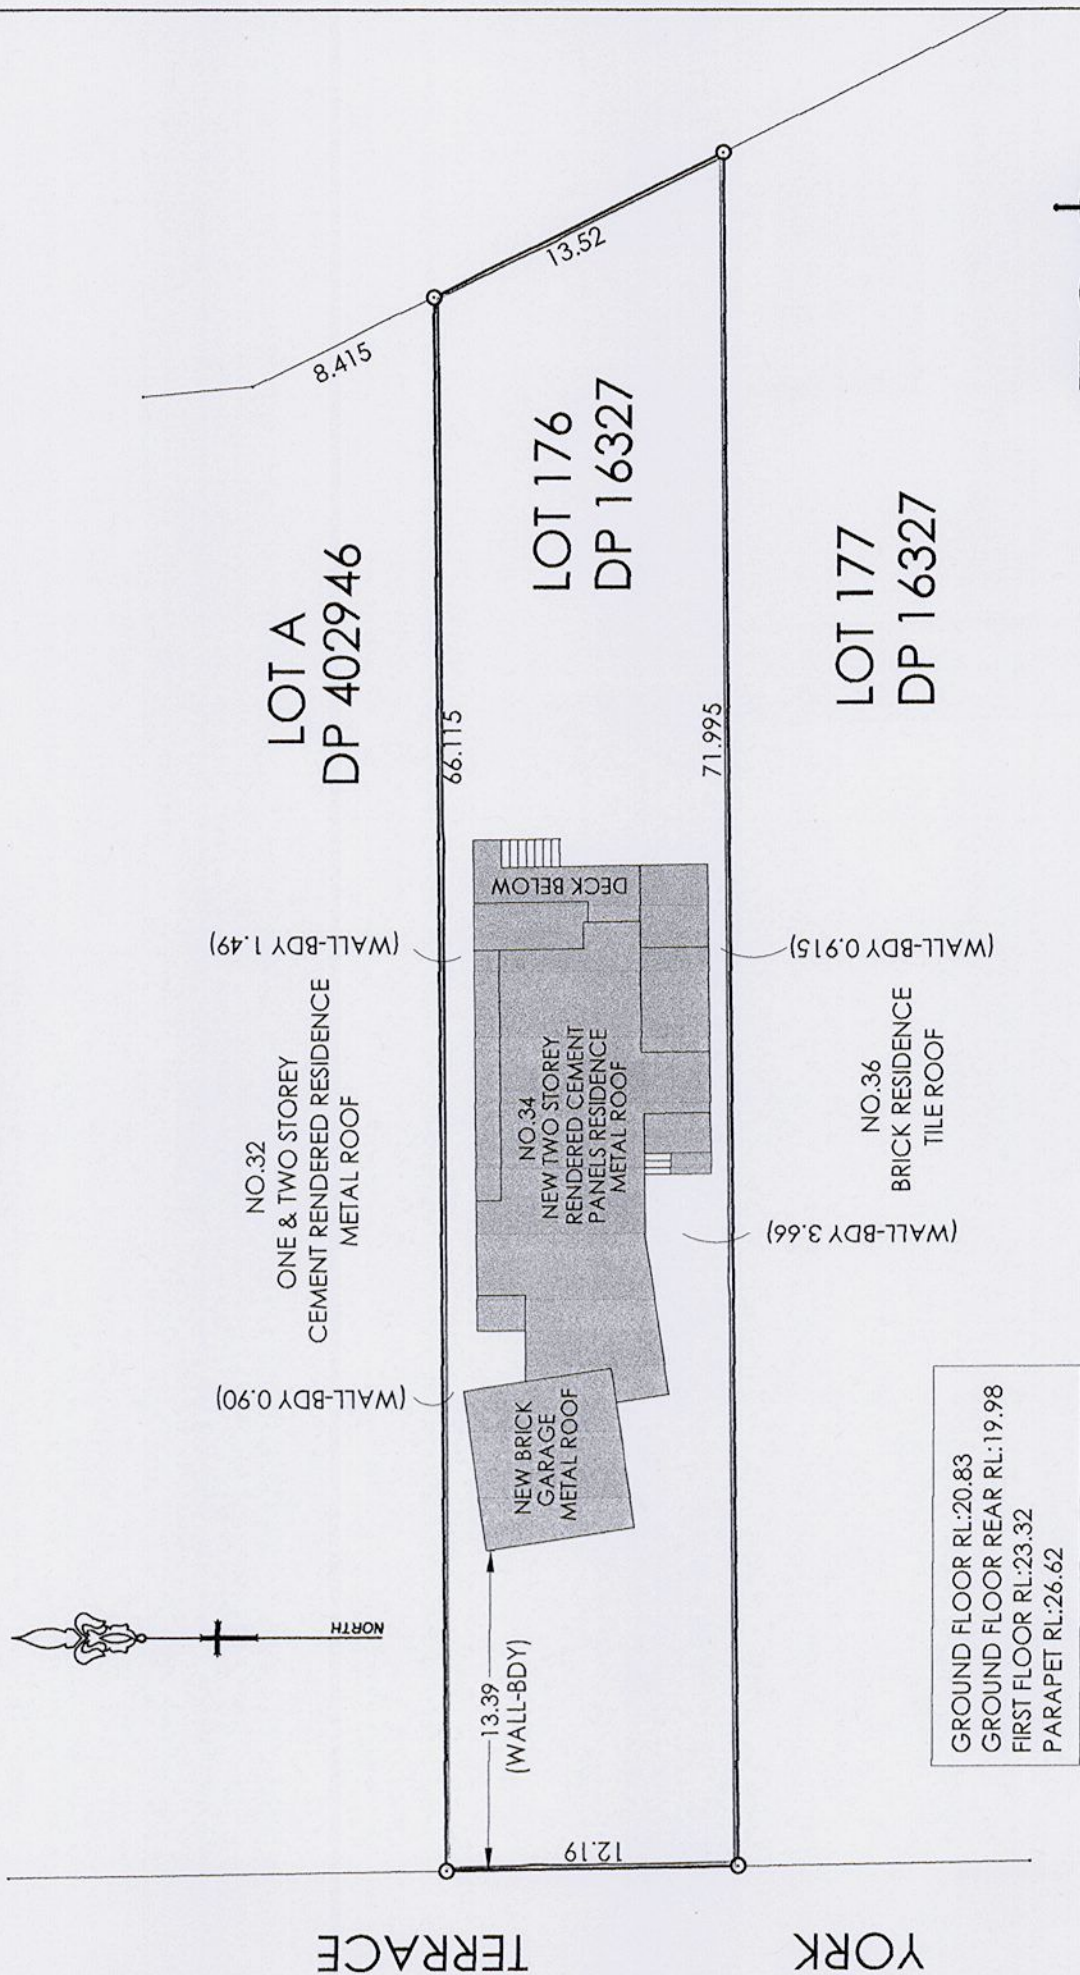 LOT A
DP 402946
8.415
13.52
66.115
LOT 176
DP 16327
71.995
LOT 177
DP 16327
(WALL-BDY 1.49)
NO.32
ONE & TWO STOREY
CEMENT RENDERED RESIDENCE
METAL ROOF
(WALL-BDY 0.90)
DECK BELOW
NO.34
NEW TWO STOREY
RENDERED CEMENT
PANELS RESIDENCE
METAL ROOF
NEW BRICK
GARAGE
METAL ROOF
(WALL-BDY 0.915)
NO.36
BRICK RESIDENCE
TILE ROOF
(WALL-BDY 3.66)
NORTH
13.39
(WALL-BDY)
12.19
GROUND FLOOR RL:20.83
GROUND FLOOR REAR RL:19.98
FIRST FLOOR RL:23.32
PARAPET RL:26.62
YORK
TERRACE